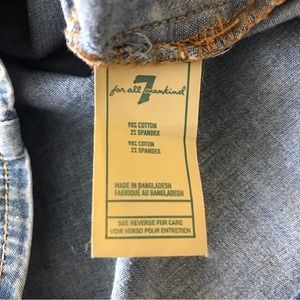 7
for all mankind
98% COTTON
2% SPANDEX
98% COTON
2% SPANDEX
MADE IN BANGLADESH
FABRIQUÉ AU BANGLADESH
SEE REVERSE FOR CARE
VOIR VERSO POUR ENTRETIEN